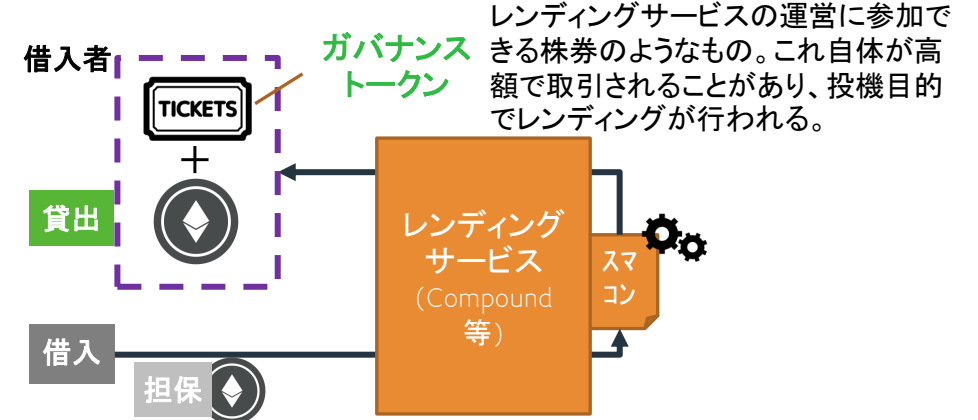 レンディングサービスの運営に参加で
きる株券のようなもの。これ自体が高
額で取引されることがあり、投機目的
でレンディングが行われる。
ガバナンス
トークン
借入者
TICKETS
+
貸出
レンディング
サービス
(Compound
等)
スマ
コン
借入
担保